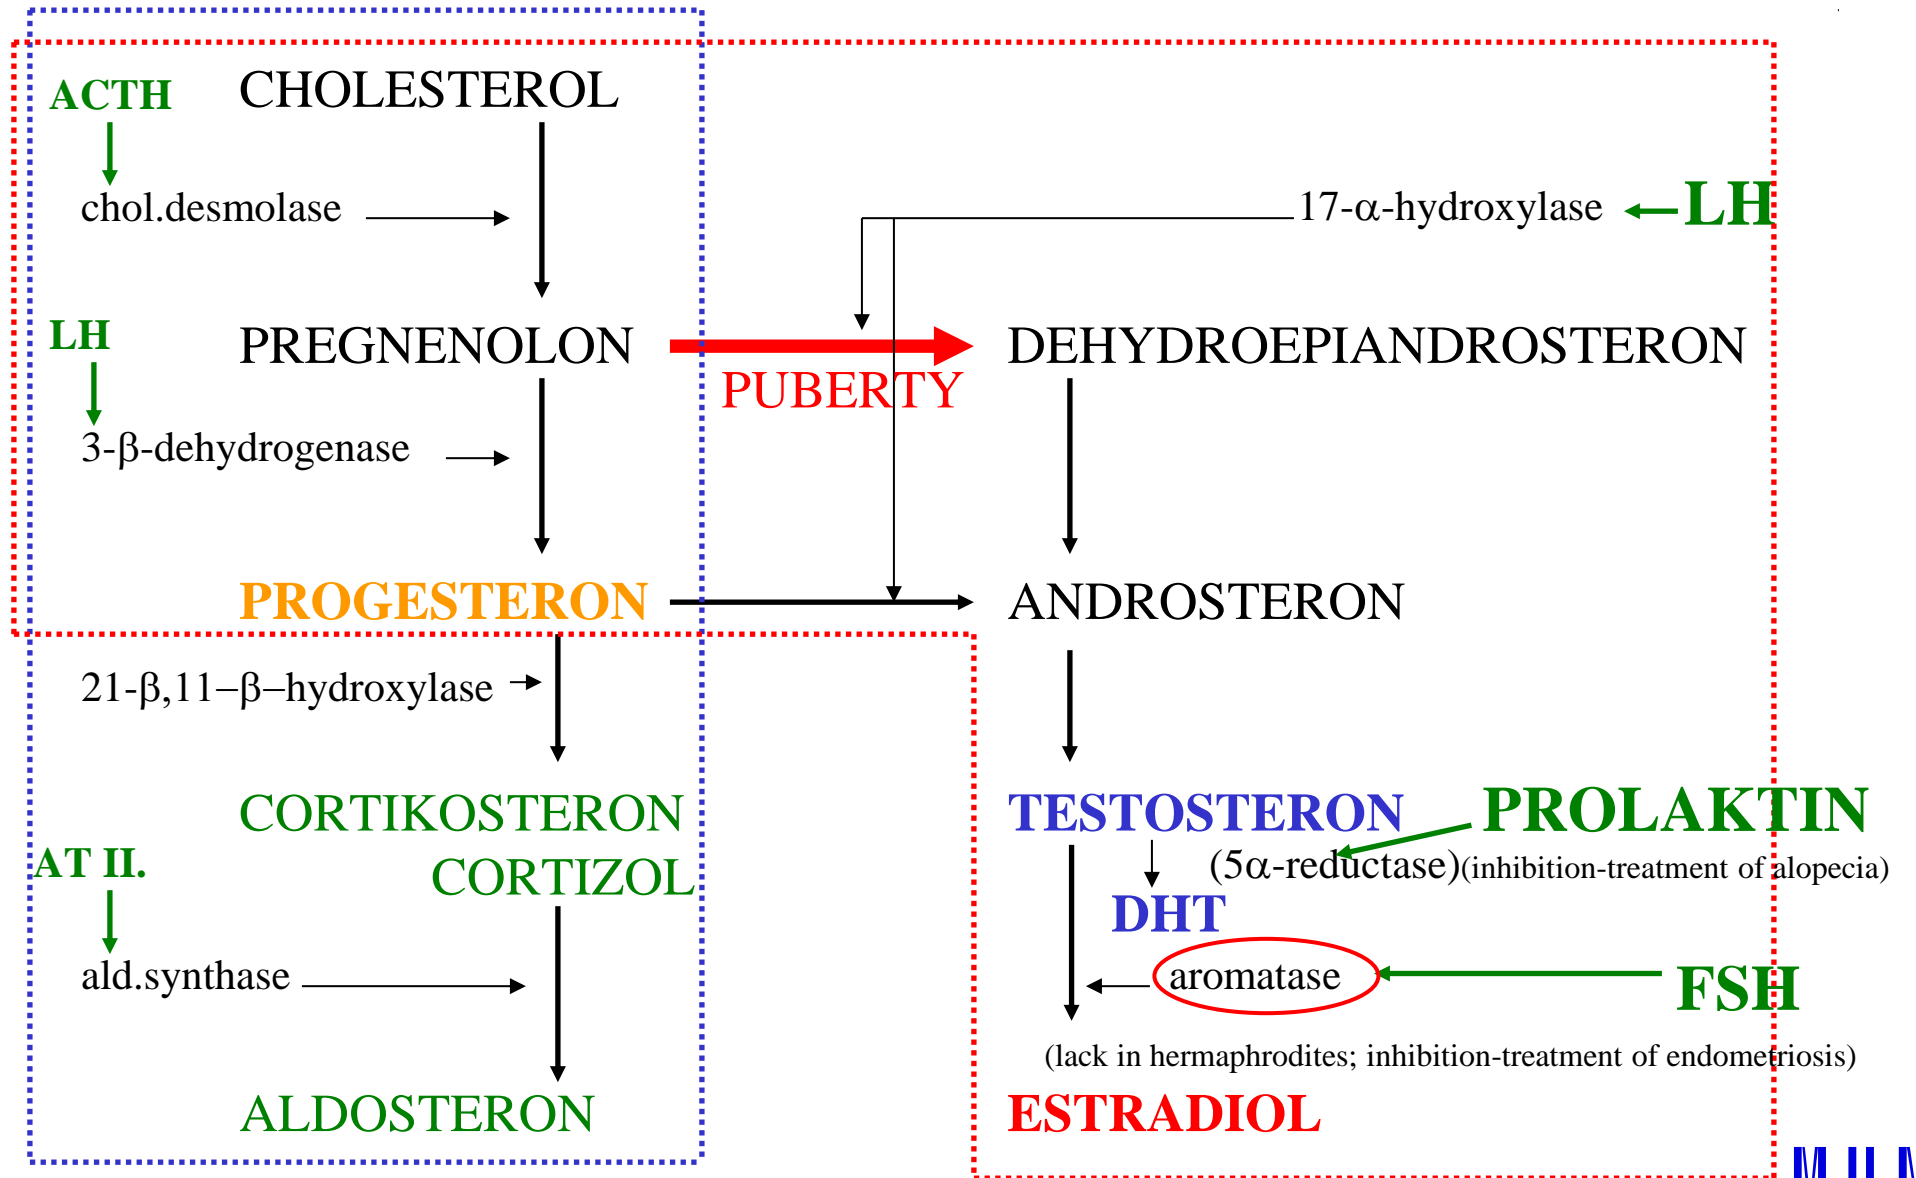 ACTH CHOLESTEROL
chol.desmolase 17-α-hydroxylase LH
LH PREGNENOLON DEHYDROEPIANDROSTERON
PUBERTY
3-β-dehydrogenase
PROGESTERON ANDROSTERON
21-β,11–β–hydroxylase
CORTIKOSTERON TESTOSTERON PROLAKTIN
AT II. CORTIZOL (5α-reductase)(inhibition-treatment of alopecia)
DHT
ald.synthase aromatase FSH
(lack in hermaphrodites; inhibition-treatment of endometriosis)
ALDOSTERON ESTRADIOL